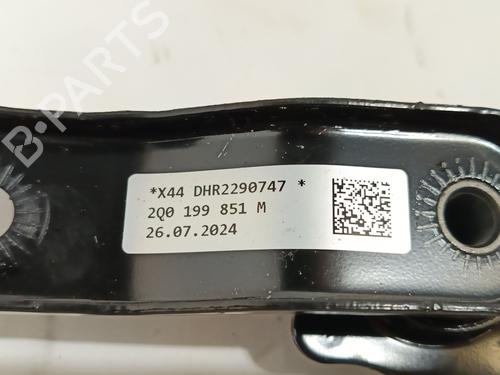 B-PARTS
*X44 DHR2290747 *
2Q0 199 851 M
26.07.2024